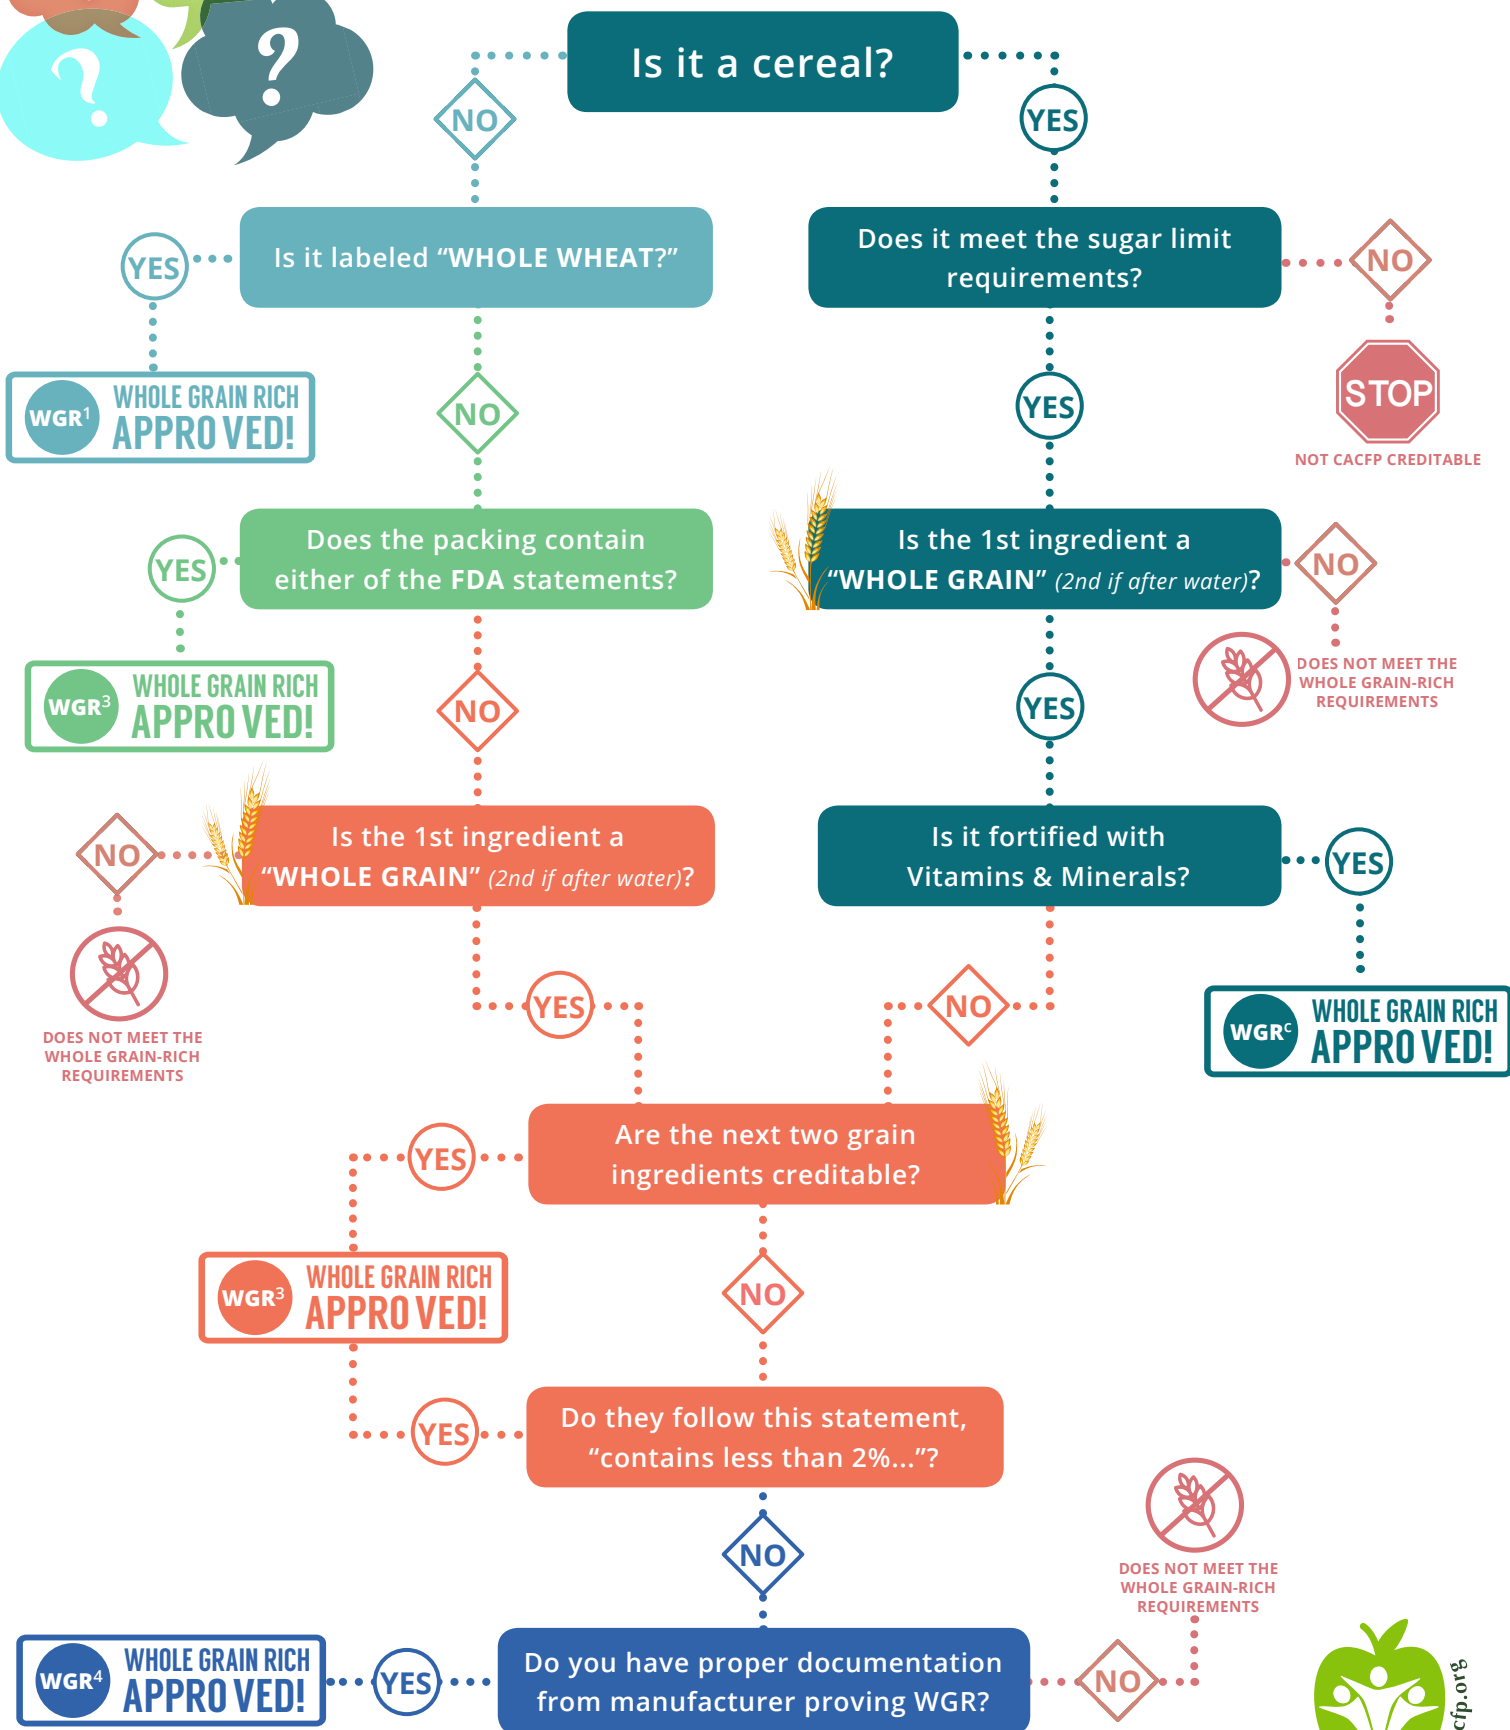 ?
?
Is it a cereal?
NO
YES
Is it labeled “WHOLE WHEAT?”
YES
Does it meet the sugar limit
requirements?
NO
WGR1
WHOLE GRAIN RICH
APPRO VED!
NO
YES
STOP
NOT CACFP CREDITABLE
Does the packing contain
either of the FDA statements?
YES
Is the 1st ingredient a
“WHOLE GRAIN” (2nd if after water)?
NO
WGR3
WHOLE GRAIN RICH
APPRO VED!
NO
YES
DOES NOT MEET THE
WHOLE GRAIN-RICH
REQUIREMENTS
NO
Is the 1st ingredient a
“WHOLE GRAIN” (2nd if after water)?
Is it fortified with
Vitamins & Minerals?
YES
DOES NOT MEET THE
WHOLE GRAIN-RICH
REQUIREMENTS
YES
NO
WGRC
WHOLE GRAIN RICH
APPRO VED!
Are the next two grain
ingredients creditable?
YES
WGR3
WHOLE GRAIN RICH
APPRO VED!
NO
Do they follow this statement,
“contains less than 2%...”?
YES
NO
DOES NOT MEET THE
WHOLE GRAIN-RICH
REQUIREMENTS
WGR4
WHOLE GRAIN RICH
APPRO VED!
YES
Do you have proper documentation
from manufacturer proving WGR?
NO
cfp.org